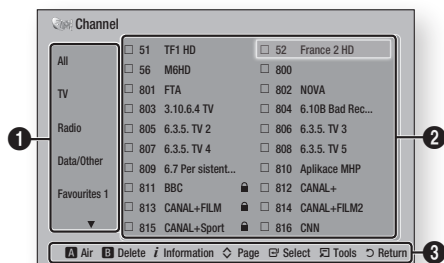 Channel
All
TV
Radio
Data/Other
Favourites 1
▼
51 TF1 HD 52 France 2 HD
56 M6HD 800
801 FTA 802 NOVA
803 3.10.6.4 TV 804 6.10B Bad Rec...
805 6.3.5. TV 2 806 6.3.5. TV 3
807 6.3.5. TV 4 808 6.3.5. TV 5
809 6.7 Per sistent... 810 Aplikace MHP
811 BBC 812 CANAL+
813 CANAL+FILM 814 CANAL+FILM2
815 CANAL+Sport 816 CNN
A Air B Delete i Information Page Select Tools Return
1
2
3